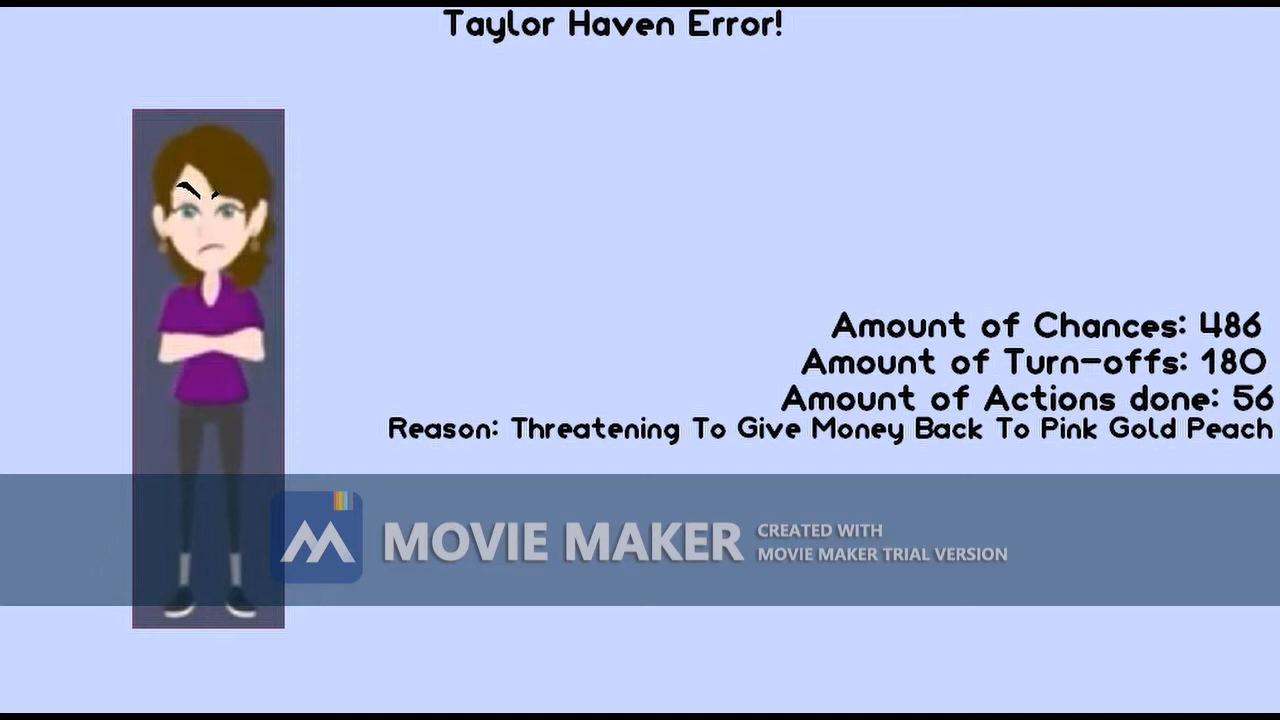 Taylor Haven Error!
Amount of Chances: 486
Amount of Turn-offs: 180
Amount of Actions done: 56
Reason: Threatening To Give Money Back To Pink Gold Peach
MOVIE MAKER
CREATED WITH
MOVIE MAKER TRIAL VERSION